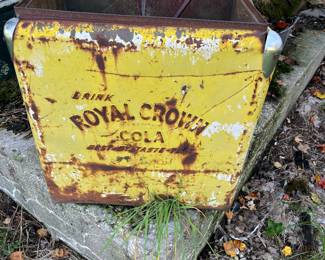 DRINK
ROYAL CROWN
COLA
BEST BY TASTE-TEST